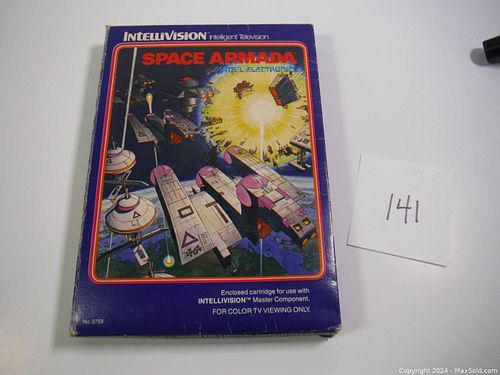 INTELLIVISION Intelligent Television
SPACE ARMADA
MATTEL ELECTRONICS
141
Enclosed cartridge for use with
INTELLIVISION™ Master Component.
FOR COLOR TV VIEWING ONLY.
No 3759
Copyright © 2024 - MaxSold.com